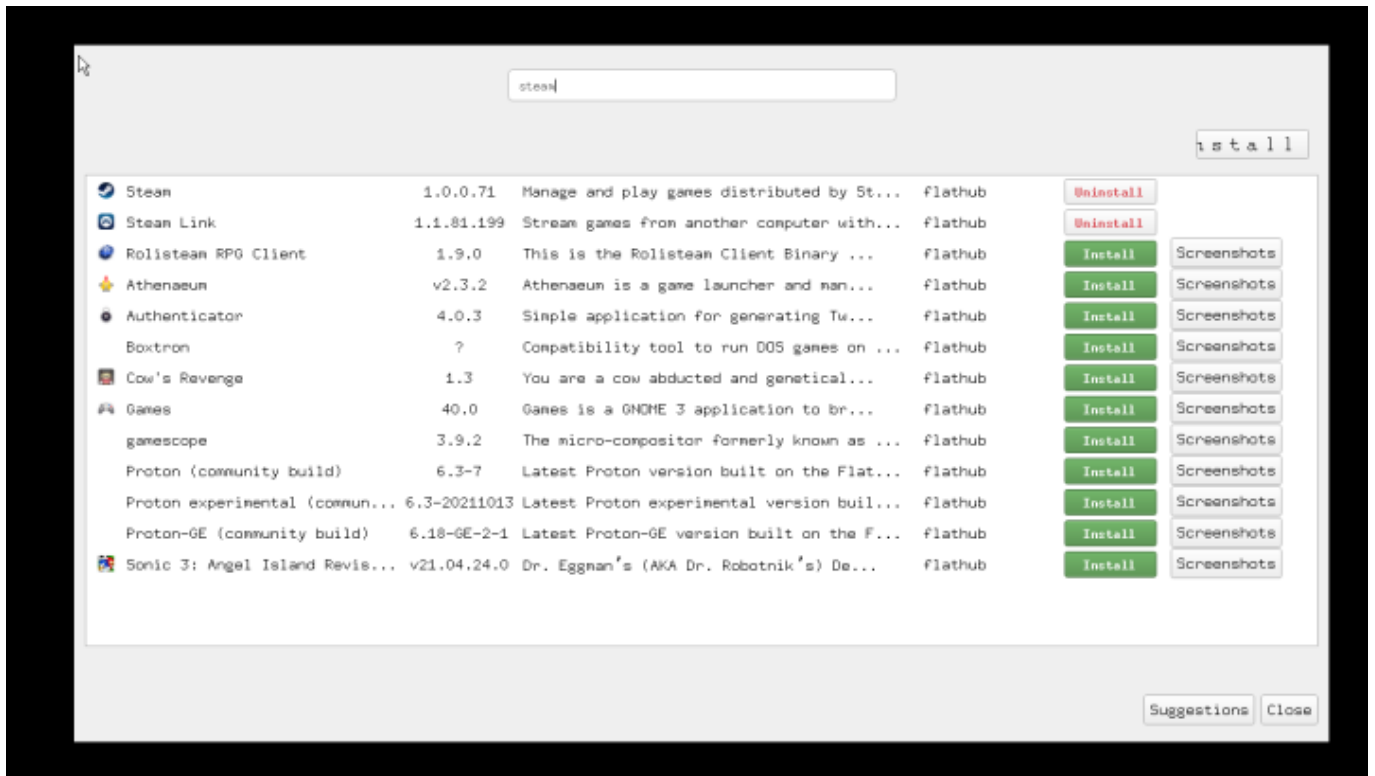 steam
nstall
Steam 1.0.0.71 Manage and play games distributed by St... flathub Uninstall
Steam Link 1.1.81.199 Stream games from another computer with... flathub Uninstall
Rolisteam RPG Client 1.9.0 This is the Rolisteam Client Binary ... flathub Install Screenshots
Athenaeum v2.3.2 Athenaeum is a game launcher and man... flathub Install Screenshots
Authenticator 4.0.3 Simple application for generating Tw... flathub Install Screenshots
Boxtron ? Compatibility tool to run DOS games on ... flathub Install Screenshots
Cow's Revenge 1.3 You are a cow abducted and genetical... flathub Install Screenshots
Games 40.0 Games is a GNOME 3 application to br... flathub Install Screenshots
gamescope 3.9.2 The micro-compositor formerly known as ... flathub Install Screenshots
Proton (community build) 6.3-7 Latest Proton version built on the Flat... flathub Install Screenshots
Proton experimental (commun... 6.3-20211013 Latest Proton experimental version buil... flathub Install Screenshots
Proton-GE (community build) 6.18-GE-2-1 Latest Proton-GE version built on the F... flathub Install Screenshots
Sonic 3: Angel Island Revis... v21.04.24.0 Dr. Eggman's (AKA Dr. Robotnik's) De... flathub Install Screenshots
Suggestions Close